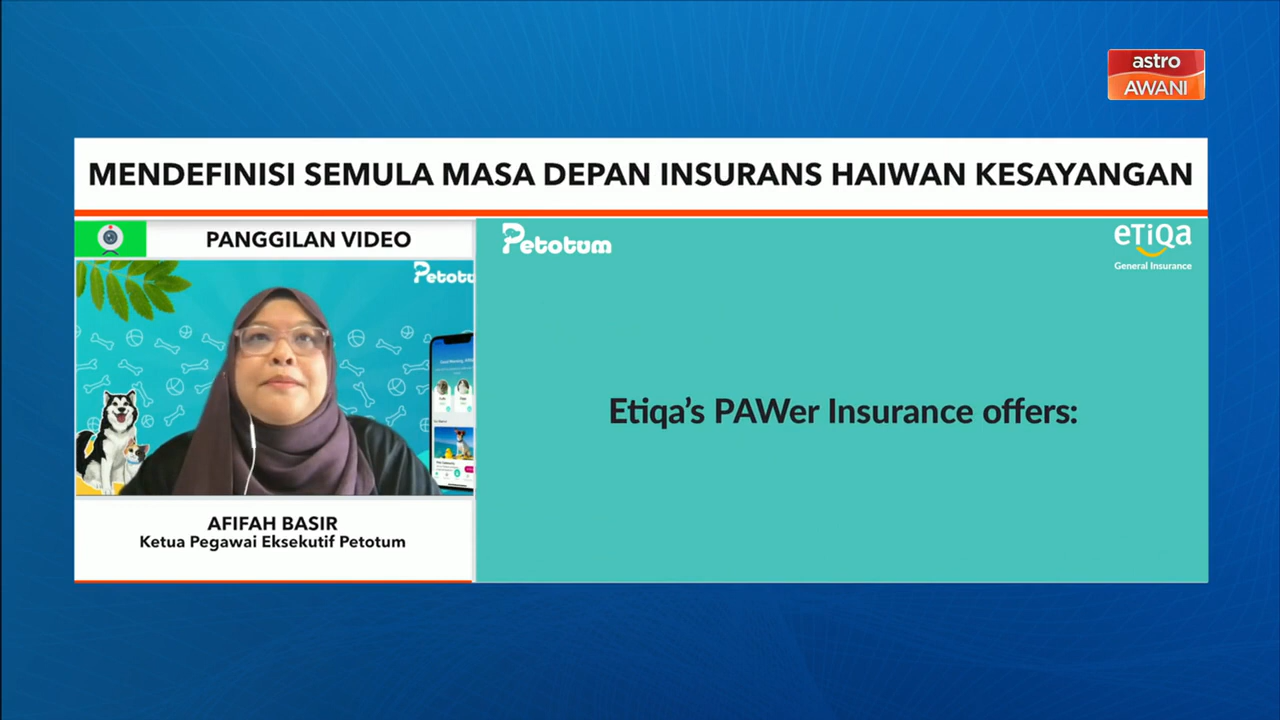 astro
AWANI
MENDEFINISI SEMULA MASA DEPAN INSURANS HAIWAN KESAYANGAN
PANGGILAN VIDEO
Petotum
eTiQa
General Insurance
Petotu
Etiqa's PAWer Insurance offers:
AFIFAH BASIR
Ketua Pegawai Eksekutif Petotum